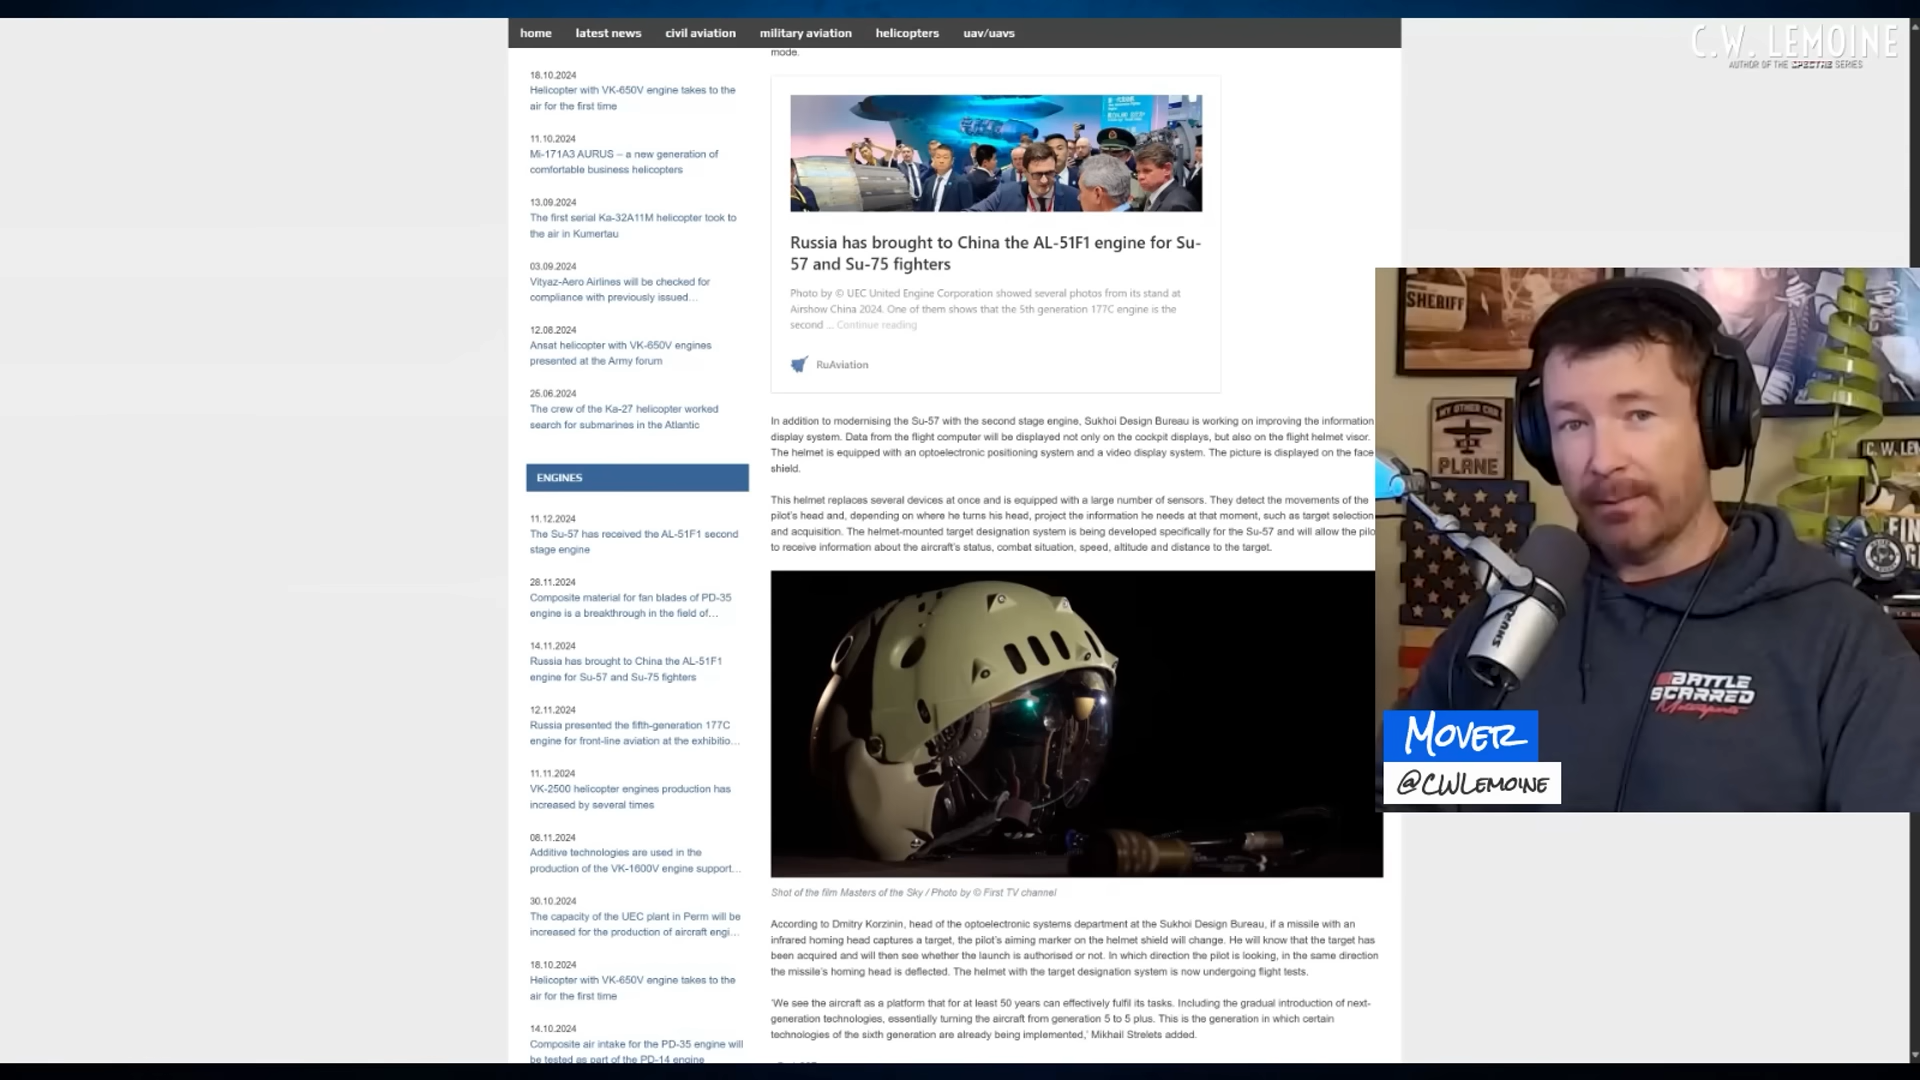 home latest news civil aviation military aviation helicopters uav/uavs
C.W. LEMOINE
AUTHOR OF THE SPECTRE SERIES
18.10.2024
Helicopter with VK-650V engine takes to the
air for the first time
11.10.2024
Mi-171A3 AURUS – a new generation of
comfortable business helicopters
13.09.2024
The first serial Ka-32A11M helicopter took to
the air in Kumertau
03.09.2024
Vityaz-Aero Airlines will be checked for
compliance with previously issued...
12.08.2024
Ansat helicopter with VK-650V engines
presented at the Army forum
25.06.2024
The crew of the Ka-27 helicopter worked
search for submarines in the Atlantic
ENGINES
11.12.2024
The Su-57 has received the AL-51F1 second
stage engine
28.11.2024
Composite material for fan blades of PD-35
engine is a breakthrough in the field of...
14.11.2024
Russia has brought to China the AL-51F1
engine for Su-57 and Su-75 fighters
12.11.2024
Russia presented the fifth-generation 177C
engine for front-line aviation at the exhibitio...
11.11.2024
VK-2500 helicopter engines production has
increased by several times
08.11.2024
Additive technologies are used in the
production of the VK-1600V engine support...
30.10.2024
The capacity of the UEC plant in Perm will be
increased for the production of aircraft engi...
18.10.2024
Helicopter with VK-650V engine takes to the
air for the first time
14.10.2024
Composite air intake for the PD-35 engine will
be tested as part of the PD-14 engine
mode.
Russia has brought to China the AL-51F1 engine for Su-
57 and Su-75 fighters
Photo by © UEC United Engine Corporation showed several photos from its stand at
Airshow China 2024. One of them shows that the 5th generation 177C engine is the
second ... Continue reading
RuAviation
In addition to modernising the Su-57 with the second stage engine, Sukhoi Design Bureau is working on improving the information
display system. Data from the flight computer will be displayed not only on the cockpit displays, but also on the flight helmet visor.
The helmet is equipped with an optoelectronic positioning system and a video display system. The picture is displayed on the face
shield.
This helmet replaces several devices at once and is equipped with a large number of sensors. They detect the movements of the
pilot's head and, depending on where he turns his head, project the information he needs at that moment, such as target selection
and acquisition. The helmet-mounted target designation system is being developed specifically for the Su-57 and will allow the pilo
to receive information about the aircraft's status, combat situation, speed, altitude and distance to the target.
Shot of the film Masters of the Sky / Photo by © First TV channel
According to Dmitry Korzinin, head of the optoelectronic systems department at the Sukhoi Design Bureau, if a missile with an
infrared homing head captures a target, the pilot's aiming marker on the helmet shield will change. He will know that the target has
been acquired and will then see whether the launch is authorised or not. In which direction the pilot is looking, in the same direction
the missile's homing head is deflected. The helmet with the target designation system is now undergoing flight tests.
'We see the aircraft as a platform that for at least 50 years can effectively fulfil its tasks. Including the gradual introduction of next-
generation technologies, essentially turning the aircraft from generation 5 to 5 plus. This is the generation in which certain
technologies of the sixth generation are already being implemented,' Mikhail Strelets added.
SHERIFF
MY OTHER CAR
PLANE
C. W. LE
SHURE
BATTLE
SCARRED
Motorsports
MOVER
@CWLEMOINE